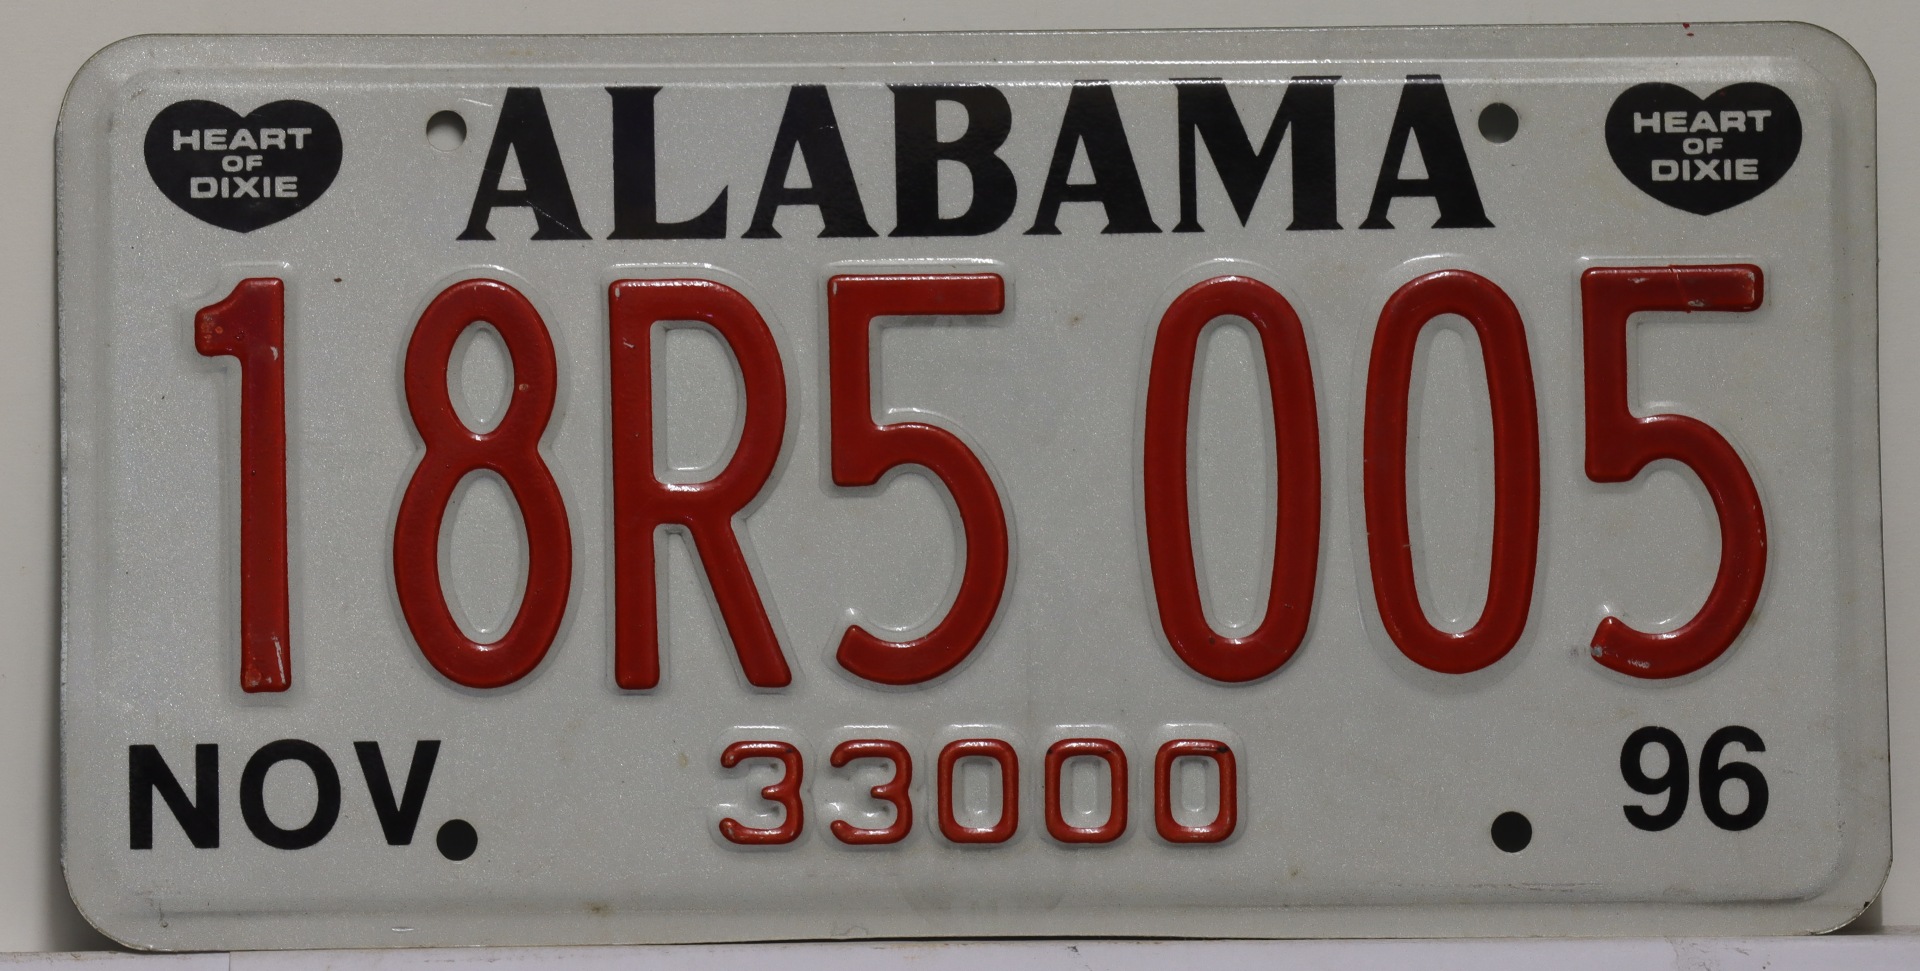 HEART
OF
DIXIE
ALABAMA
HEART
OF
DIXIE
18R5 005
NOV. 33000 96